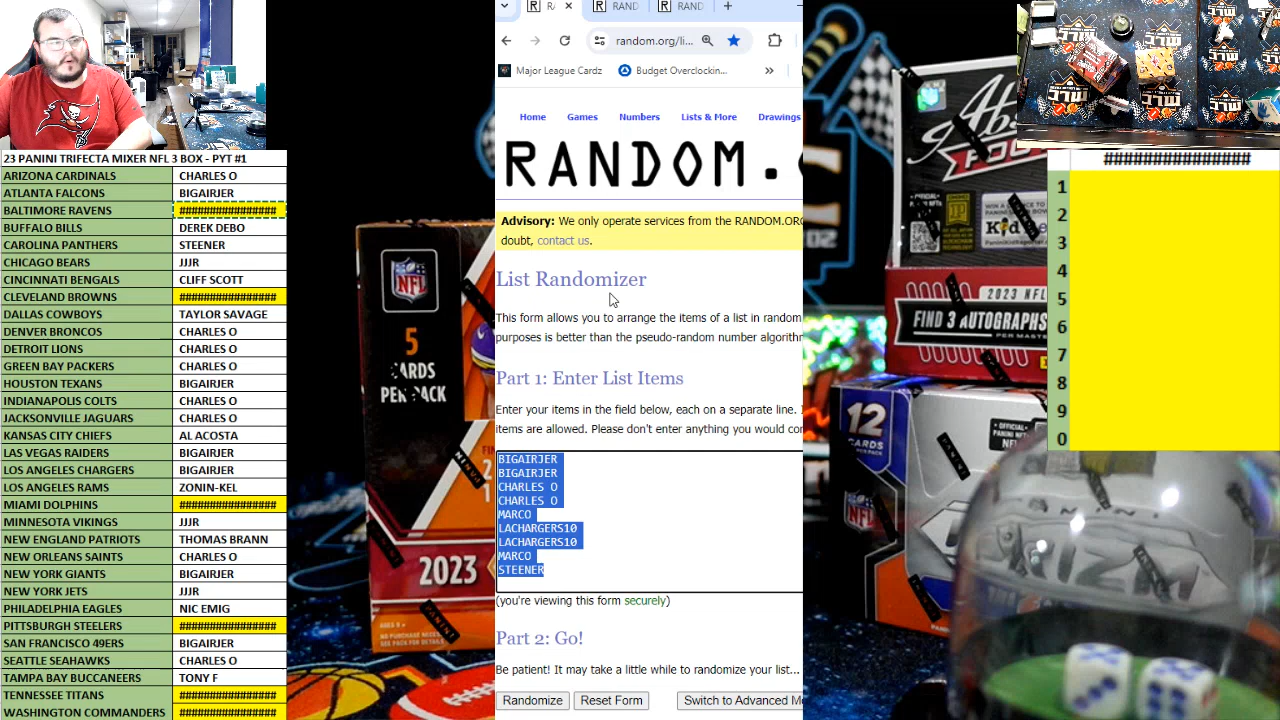 23 PANINI TRIFECTA MIXER NFL 3 BOX - PYT #1
ARIZONA CARDINALS CHARLES O
ATLANTA FALCONS BIGAIRJER
BALTIMORE RAVENS ################
BUFFALO BILLS DEREK DEBO
CAROLINA PANTHERS STEENER
CHICAGO BEARS JJJR
CINCINNATI BENGALS CLIFF SCOTT
CLEVELAND BROWNS ################
DALLAS COWBOYS TAYLOR SAVAGE
DENVER BRONCOS CHARLES O
DETROIT LIONS CHARLES O
GREEN BAY PACKERS CHARLES O
HOUSTON TEXANS BIGAIRJER
INDIANAPOLIS COLTS CHARLES O
JACKSONVILLE JAGUARS CHARLES O
KANSAS CITY CHIEFS AL ACOSTA
LAS VEGAS RAIDERS BIGAIRJER
LOS ANGELES CHARGERS BIGAIRJER
LOS ANGELES RAMS ZONIN-KEL
MIAMI DOLPHINS ################
MINNESOTA VIKINGS JJJR
NEW ENGLAND PATRIOTS THOMAS BRANN
NEW ORLEANS SAINTS CHARLES O
NEW YORK GIANTS BIGAIRJER
NEW YORK JETS JJJR
PHILADELPHIA EAGLES NIC EMIG
PITTSBURGH STEELERS ################
SAN FRANCISCO 49ERS BIGAIRJER
SEATTLE SEAHAWKS CHARLES O
TAMPA BAY BUCCANEERS TONY F
TENNESSEE TITANS ################
WASHINGTON COMMANDERS ################
NFL
5
CARDS
PER PACK
2023
RA
RAND
RAND
random.org/li...
Major League Cardz
Budget Overclockin...
Home Games Numbers Lists & More Drawings
RANDOM.
Advisory: We only operate services from the RANDOM.ORG
doubt, contact us.
List Randomizer
This form allows you to arrange the items of a list in random
purposes is better than the pseudo-random number algorithm
Part 1: Enter List Items
Enter your items in the field below, each on a separate line.
items are allowed. Please don't enter anything you would con
BIGAIRJER
BIGAIRJER
CHARLES O
CHARLES O
MARCO
LACHARGERS10
LACHARGERS10
MARCO
STEENER
(you're viewing this form securely)
Part 2: Go!
Be patient! It may take a little while to randomize your list...
Randomize
Reset Form
Switch to Advanced Mo
2023 NFL
FIND 3 AUTOGRAPHS
12
CARDS
NFL
################
1
2
3
4
5
6
7
8
9
0